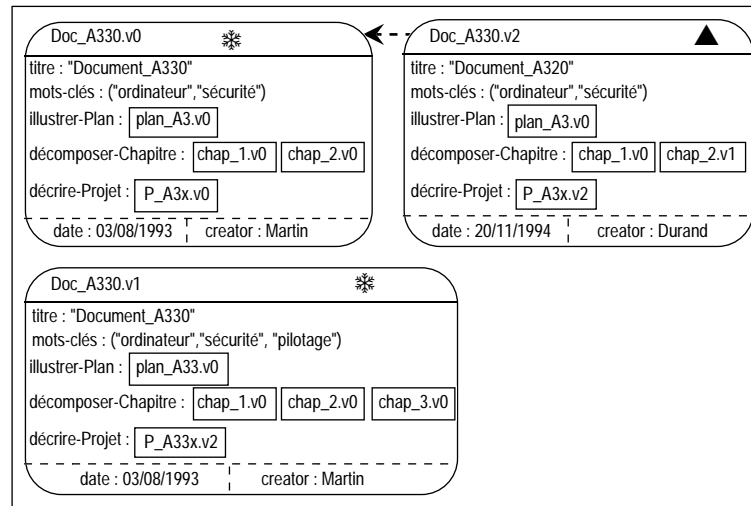 Doc_A330.v0
titre : "Document_A330"
mots-clés : ("ordinateur","sécurité")
illustrer-Plan : plan_A3.v0
décomposer-Chapitre : chap_1.v0 chap_2.v0
décrire-Projet : P_A3x.v0
date : 03/08/1993 creator : Martin
Doc_A330.v2
titre : "Document_A320"
mots-clés : ("ordinateur","sécurité")
illustrer-Plan : plan_A3.v0
décomposer-Chapitre : chap_1.v0 chap_2.v1
décrire-Projet : P_A3x.v2
date : 20/11/1994 creator : Durand
Doc_A330.v1
titre : "Document_A330"
mots-clés : ("ordinateur","sécurité", "pilotage")
illustrer-Plan : plan_A33.v0
décomposer-Chapitre : chap_1.v0 chap_2.v0 chap_3.v0
décrire-Projet : P_A33x.v2
date : 03/08/1993 creator : Martin